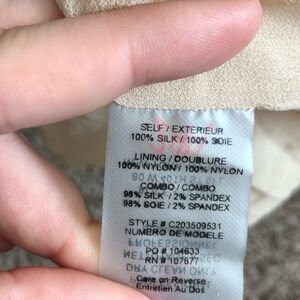 SELF / EXTERIEUR
100% SILK / 100% SOIE
LINING / DOUBLURE
100% NYLON / 100% NYLON
COMBO / COMBO
98% SILK / 2% SPANDEX
98% SOIE / 2% SPANDEX
STYLE # C203509531
NUMERO DE MODELE
PROFESSIONNEL
PO # 104633
RN # 107677
DRY CLEAN ONLY
Care on Reverse
Entretien Au Dos